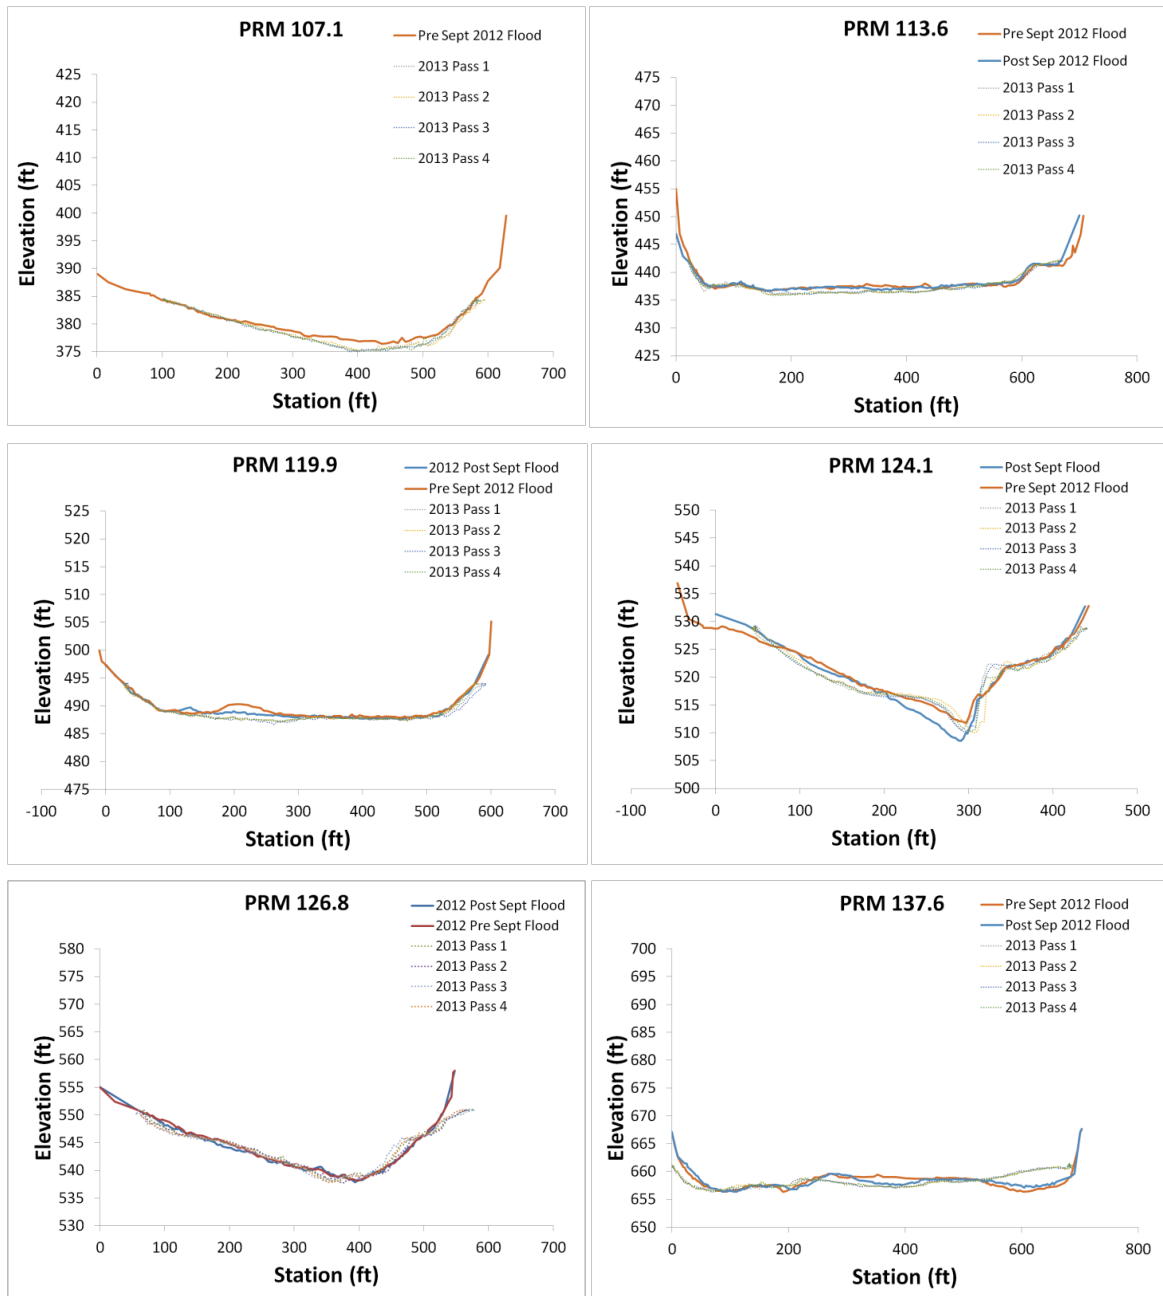 PRM 107.1
Pre Sept 2012 Flood
2013 Pass 1
2013 Pass 2
2013 Pass 3
2013 Pass 4
Elevation (ft)
425
420
415
410
405
400
395
390
385
380
375
0 100 200 300 400 500 600 700
Station (ft)
PRM 113.6
Pre Sept 2012 Flood
Post Sep 2012 Flood
2013 Pass 1
2013 Pass 2
2013 Pass 3
2013 Pass 4
Elevation (ft)
475
470
465
460
455
450
445
440
435
430
425
0 200 400 600 800
Station (ft)
PRM 119.9
2012 Post Sept Flood
Pre Sept 2012 Flood
2013 Pass 1
2013 Pass 2
2013 Pass 3
2013 Pass 4
Elevation (ft)
525
520
515
510
505
500
495
490
485
480
475
-100 0 100 200 300 400 500 600 700
Station (ft)
PRM 124.1
Post Sept Flood
Pre Sept 2012 Flood
2013 Pass 1
2013 Pass 2
2013 Pass 3
2013 Pass 4
Elevation (ft)
550
545
540
535
530
525
520
515
510
505
500
-100 0 100 200 300 400 500
Station (ft)
PRM 126.8
2012 Post Sept Flood
2012 Pre Sept Flood
2013 Pass 1
2013 Pass 2
2013 Pass 3
2013 Pass 4
Elevation (ft)
580
575
570
565
560
555
550
545
540
535
530
0 100 200 300 400 500 600 700
Station (ft)
PRM 137.6
Pre Sept 2012 Flood
Post Sep 2012 Flood
2013 Pass 1
2013 Pass 2
2013 Pass 3
2013 Pass 4
Elevation (ft)
700
695
690
685
680
675
670
665
660
655
650
0 200 400 600 800
Station (ft)